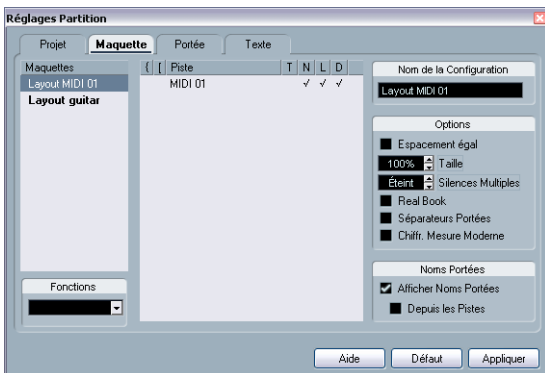 Réglages Partition
Projet Maquette Portée Texte
Maquettes
Layout MIDI 01
Layout guitar
{ [ Piste T N L D
MIDI 01 √ √ √
Nom de la Configuration
Layout MIDI 01
Options
Espacement égal
100% Taille
Éteint Silences Multiples
Real Book
Séparateurs Portées
Chiffr. Mesure Moderne
Noms Portées
Afficher Noms Portées
Depuis les Pistes
Fonctions
Aide Défaut Appliquer